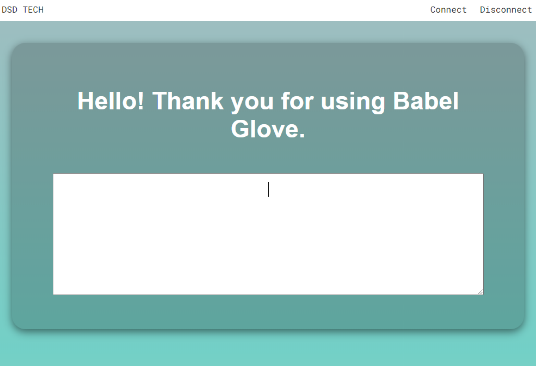 DSD TECH Connect Disconnect
Hello! Thank you for using Babel
Glove.